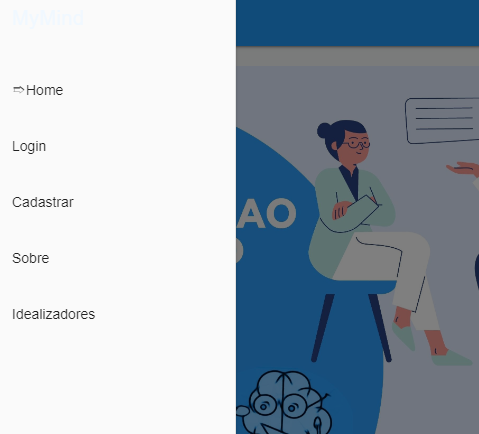 MyMind
⇨Home
Login
Cadastrar
Sobre
Idealizadores
AO